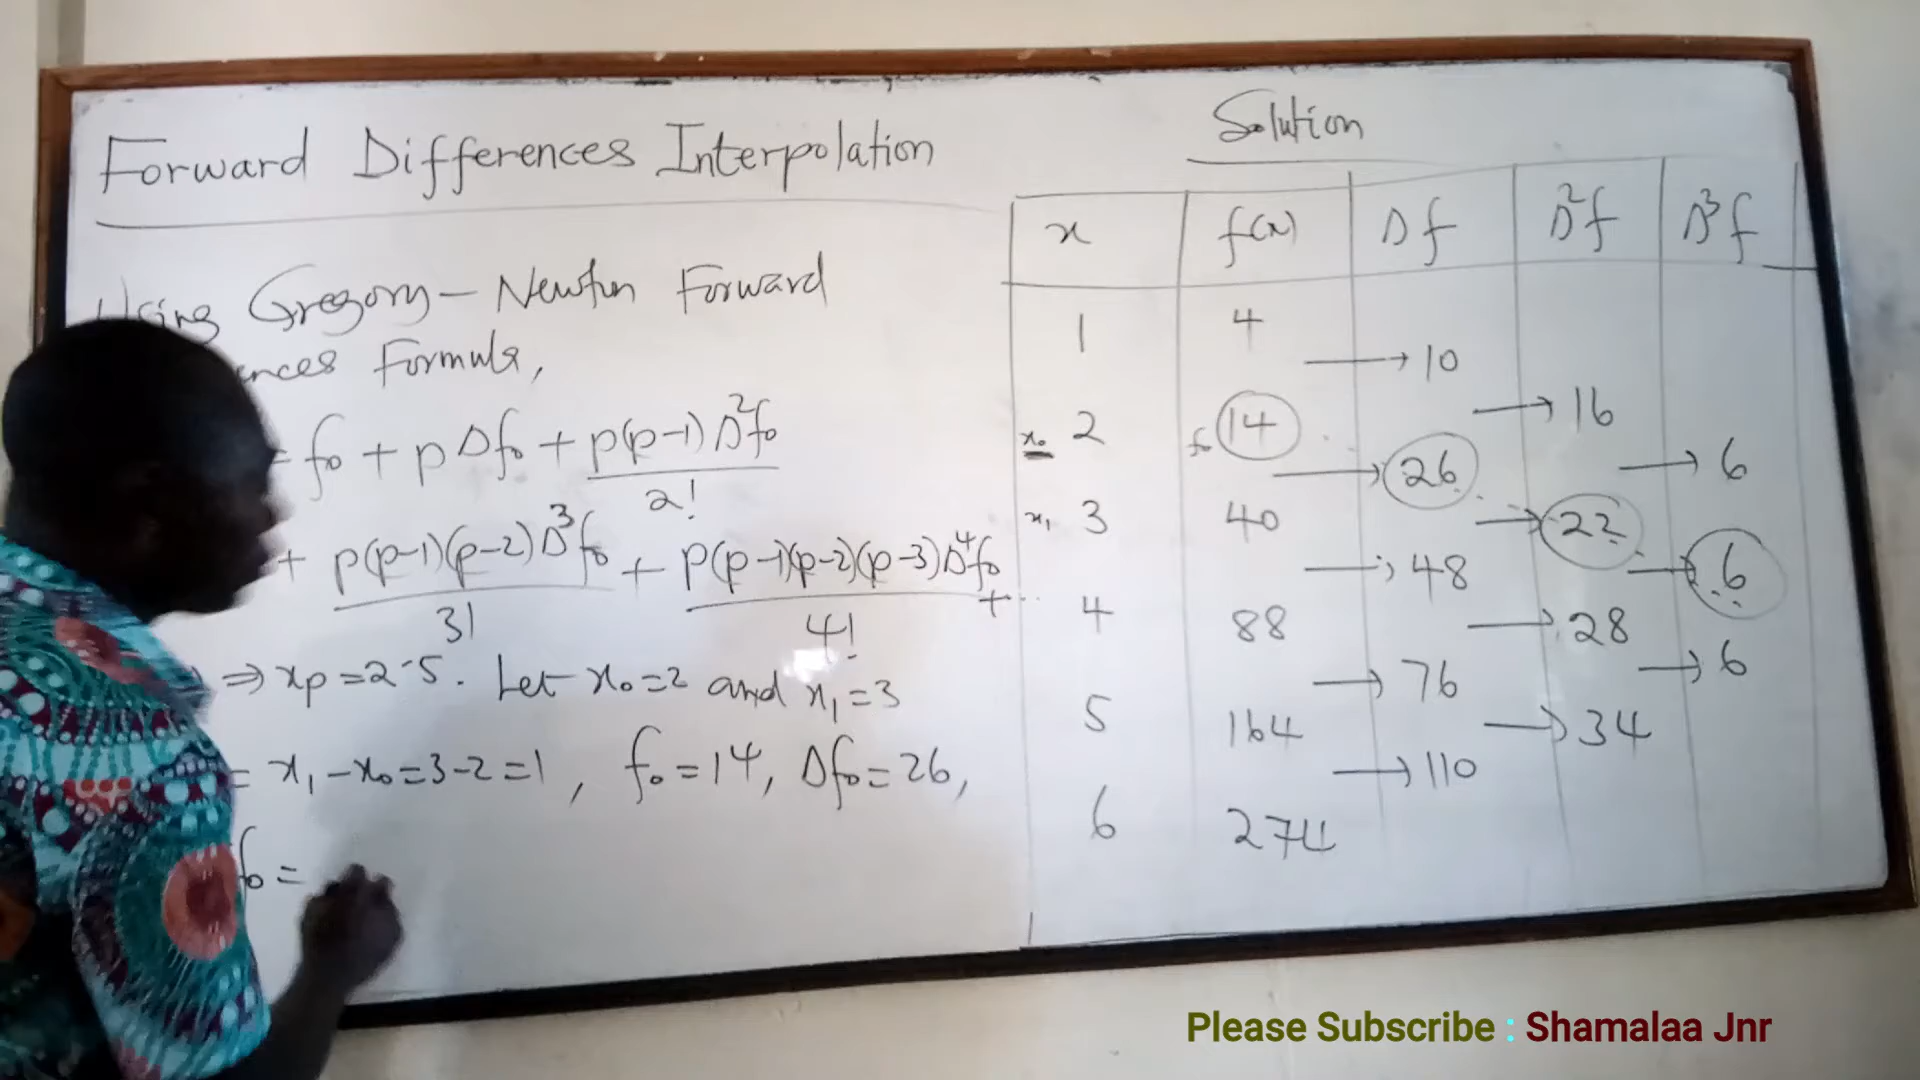 Forward Differences Interpolation
Using Gregory-Newton Forward
ences Formula,
= f₀ + pΔf₀ + p(p-1)Δ²f₀/2!
+ p(p-1)(p-2)Δ³f₀/3! + p(p-1)(p-2)(p-3)Δ⁴f₀/4! + ...
⇒ xp = 2.5. Let x₀ = 2 and x₁ = 3
= x₁ - x₀ = 3-2 = 1, f₀ = 14, Δf₀ = 26,
f₀ =
Solution
x f(x) Δf Δ²f Δ³f
1 4
→ 10
→ 16
x₀ 2 f₀ 14
→ 26
→ 6
x₁ 3 40
→ 22
→ 48
→ 6
4 88
→ 28
→ 76
→ 6
5 164
→ 34
→ 110
6 274
Please Subscribe : Shamalaa Jnr